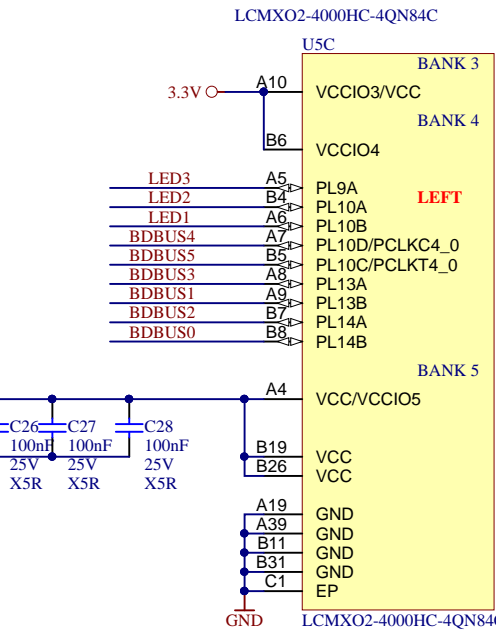 LCMXO2-4000HC-4QN84C
U5C
BANK 3
3.3V A10 VCCIO3/VCC
BANK 4
B6 VCCIO4
LED3 A5 PL9A
LED2 B4 PL10A LEFT
LED1 A6 PL10B
BDBUS4 A7 PL10D/PCLKC4_0
BDBUS5 B5 PL10C/PCLKT4_0
BDBUS3 A8 PL13A
BDBUS1 A9 PL13B
BDBUS2 B7 PL14A
BDBUS0 B8 PL14B
BANK 5
A4 VCC/VCCIO5
C26 C27 C28
100nF 100nF 100nF
25V 25V 25V
X5R X5R X5R
B19 VCC
B26 VCC
A19 GND
A39 GND
B11 GND
B31 GND
C1 EP
GND
LCMXO2-4000HC-4QN84C